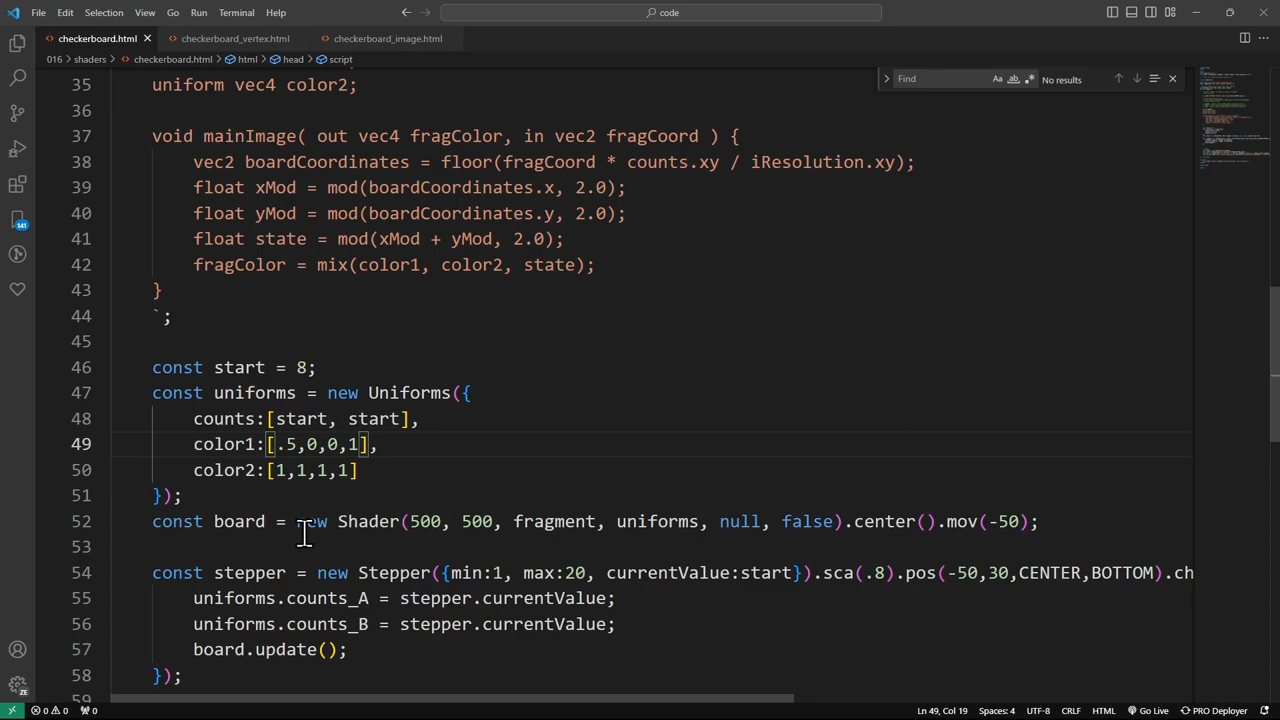 File Edit Selection View Go Run Terminal Help
code
checkerboard.html checkerboard_vertex.html checkerboard_image.html
016 shaders checkerboard.html html head script
Find Aa ab No results
35 uniform vec4 color2;
36
37 void mainImage( out vec4 fragColor, in vec2 fragCoord ) {
38 vec2 boardCoordinates = floor(fragCoord * counts.xy / iResolution.xy);
39 float xMod = mod(boardCoordinates.x, 2.0);
40 float yMod = mod(boardCoordinates.y, 2.0);
41 float state = mod(xMod + yMod, 2.0);
42 fragColor = mix(color1, color2, state);
43 }
44 `;
45
46 const start = 8;
47 const uniforms = new Uniforms({
48 counts:[start, start],
49 color1:[.5,0,0,1],
50 color2:[1,1,1,1]
51 });
52 const board = new Shader(500, 500, fragment, uniforms, null, false).center().mov(-50);
53
54 const stepper = new Stepper({min:1, max:20, currentValue:start}).sca(.8).pos(-50,30,CENTER,BOTTOM).ch
55 uniforms.counts_A = stepper.currentValue;
56 uniforms.counts_B = stepper.currentValue;
57 board.update();
58 });
59
141
ZE
0 0 0 Ln 49, Col 19 Spaces: 4 UTF-8 CRLF HTML Go Live PRO Deployer